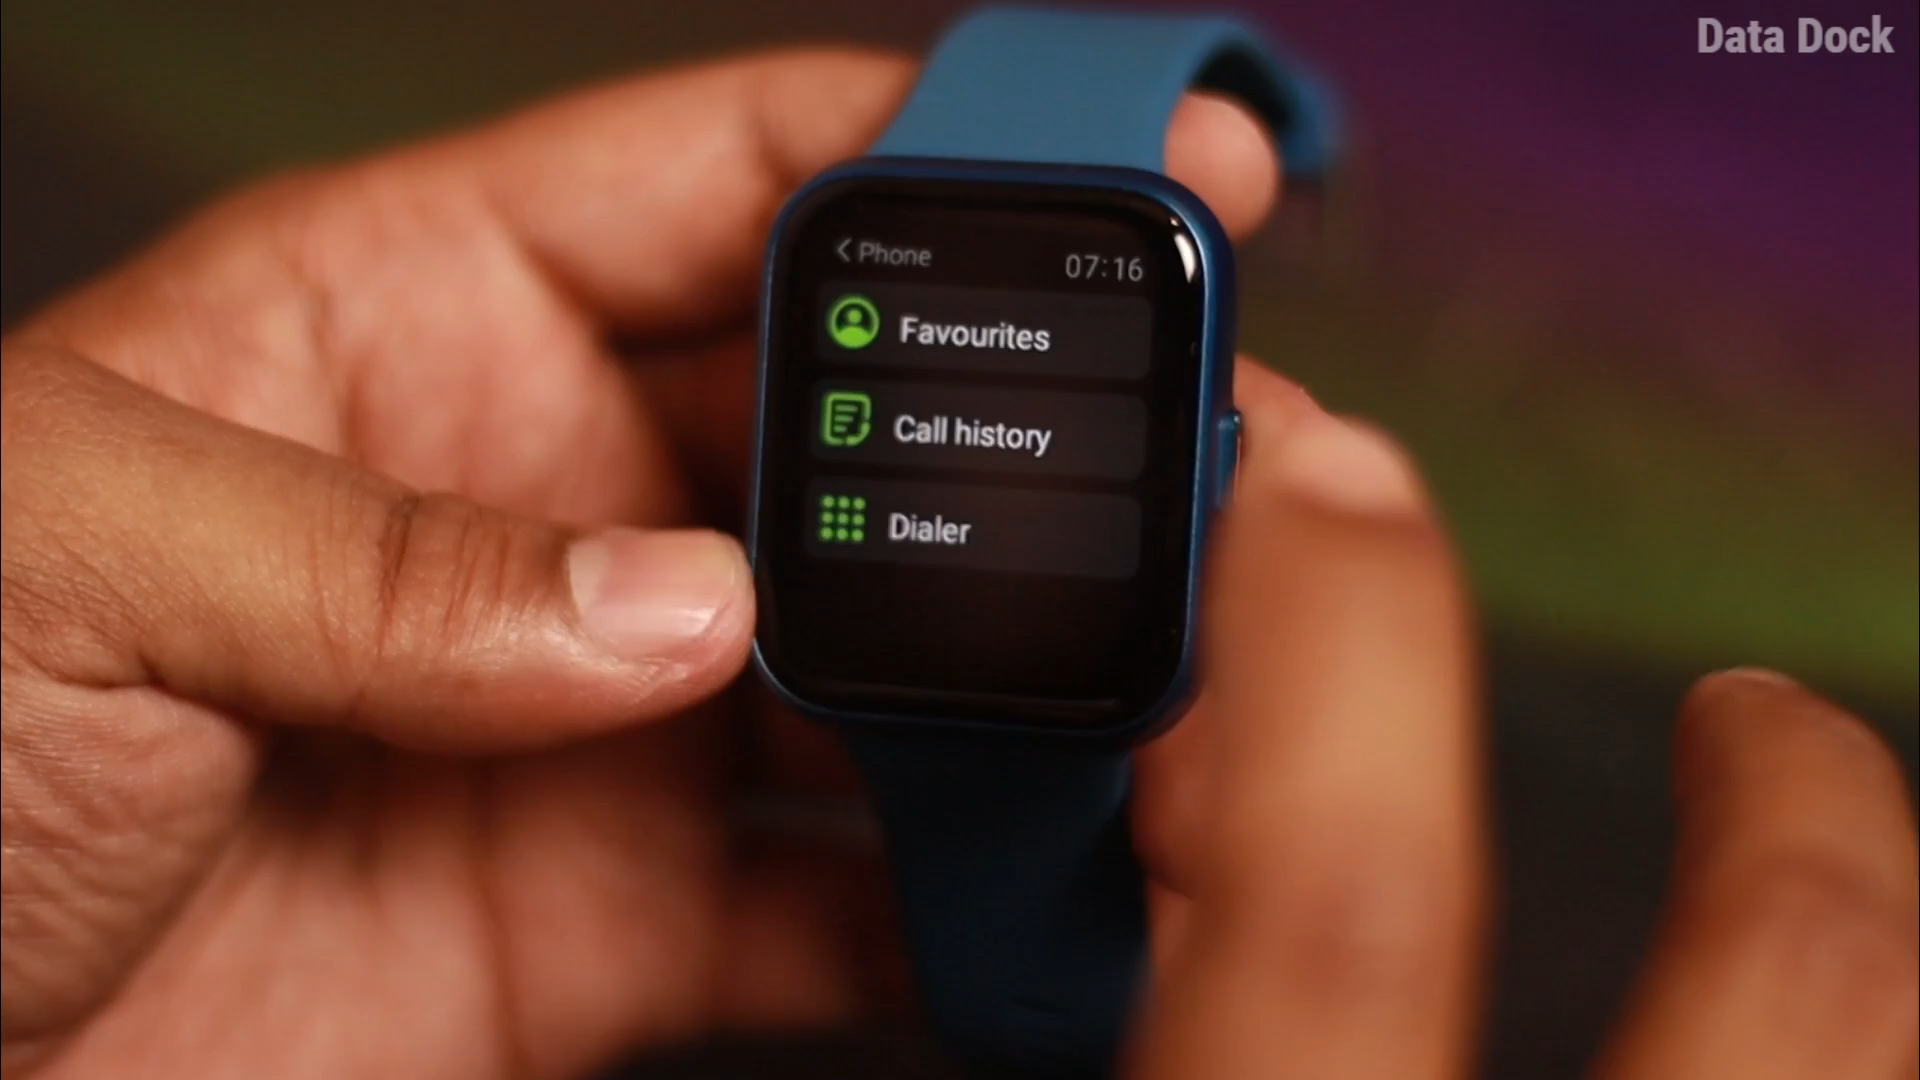 Data Dock
< Phone 07:16
Favourites
Call history
Dialer